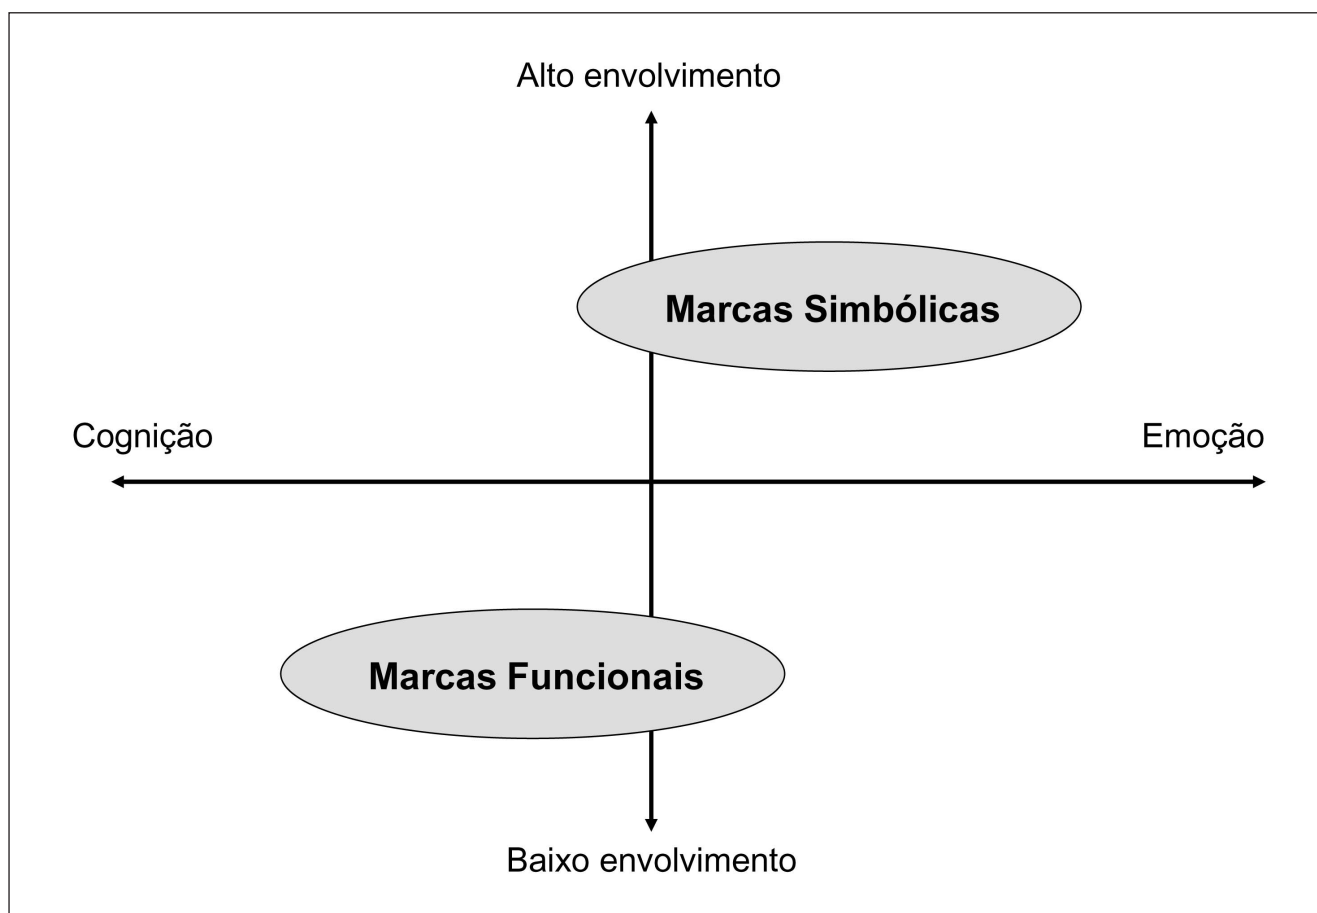 Alto envolvimento
Marcas Simbólicas
Cognição
Emoção
Marcas Funcionais
Baixo envolvimento